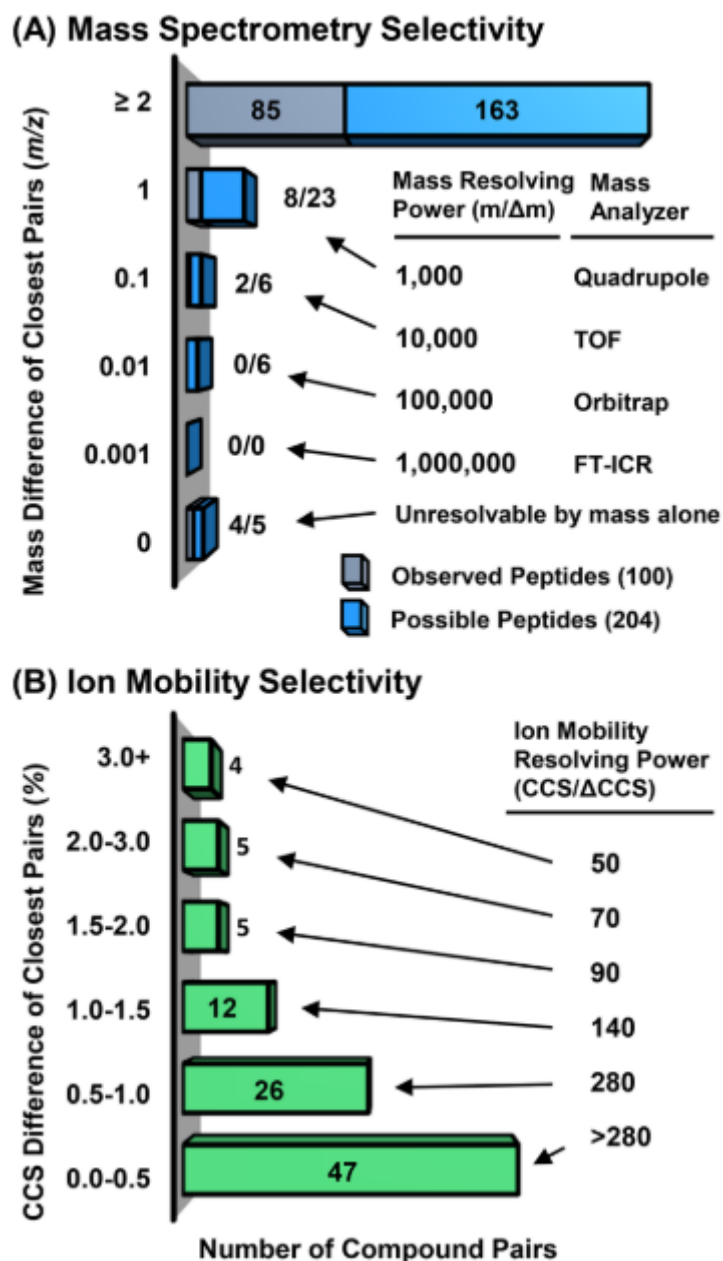 (A) Mass Spectrometry Selectivity
Mass Difference of Closest Pairs (m/z)
≥ 2
85
163
1
8/23
Mass Resolving
Power (m/Δm)
Mass
Analyzer
0.1
2/6
1,000
Quadrupole
10,000
TOF
0.01
0/6
100,000
Orbitrap
0.001
0/0
1,000,000
FT-ICR
0
4/5
Unresolvable by mass alone
Observed Peptides (100)
Possible Peptides (204)
(B) Ion Mobility Selectivity
CCS Difference of Closest Pairs (%)
Ion Mobility
Resolving Power
(CCS/ΔCCS)
3.0+
4
50
2.0-3.0
5
70
1.5-2.0
5
90
1.0-1.5
12
140
0.5-1.0
26
280
>280
0.0-0.5
47
Number of Compound Pairs